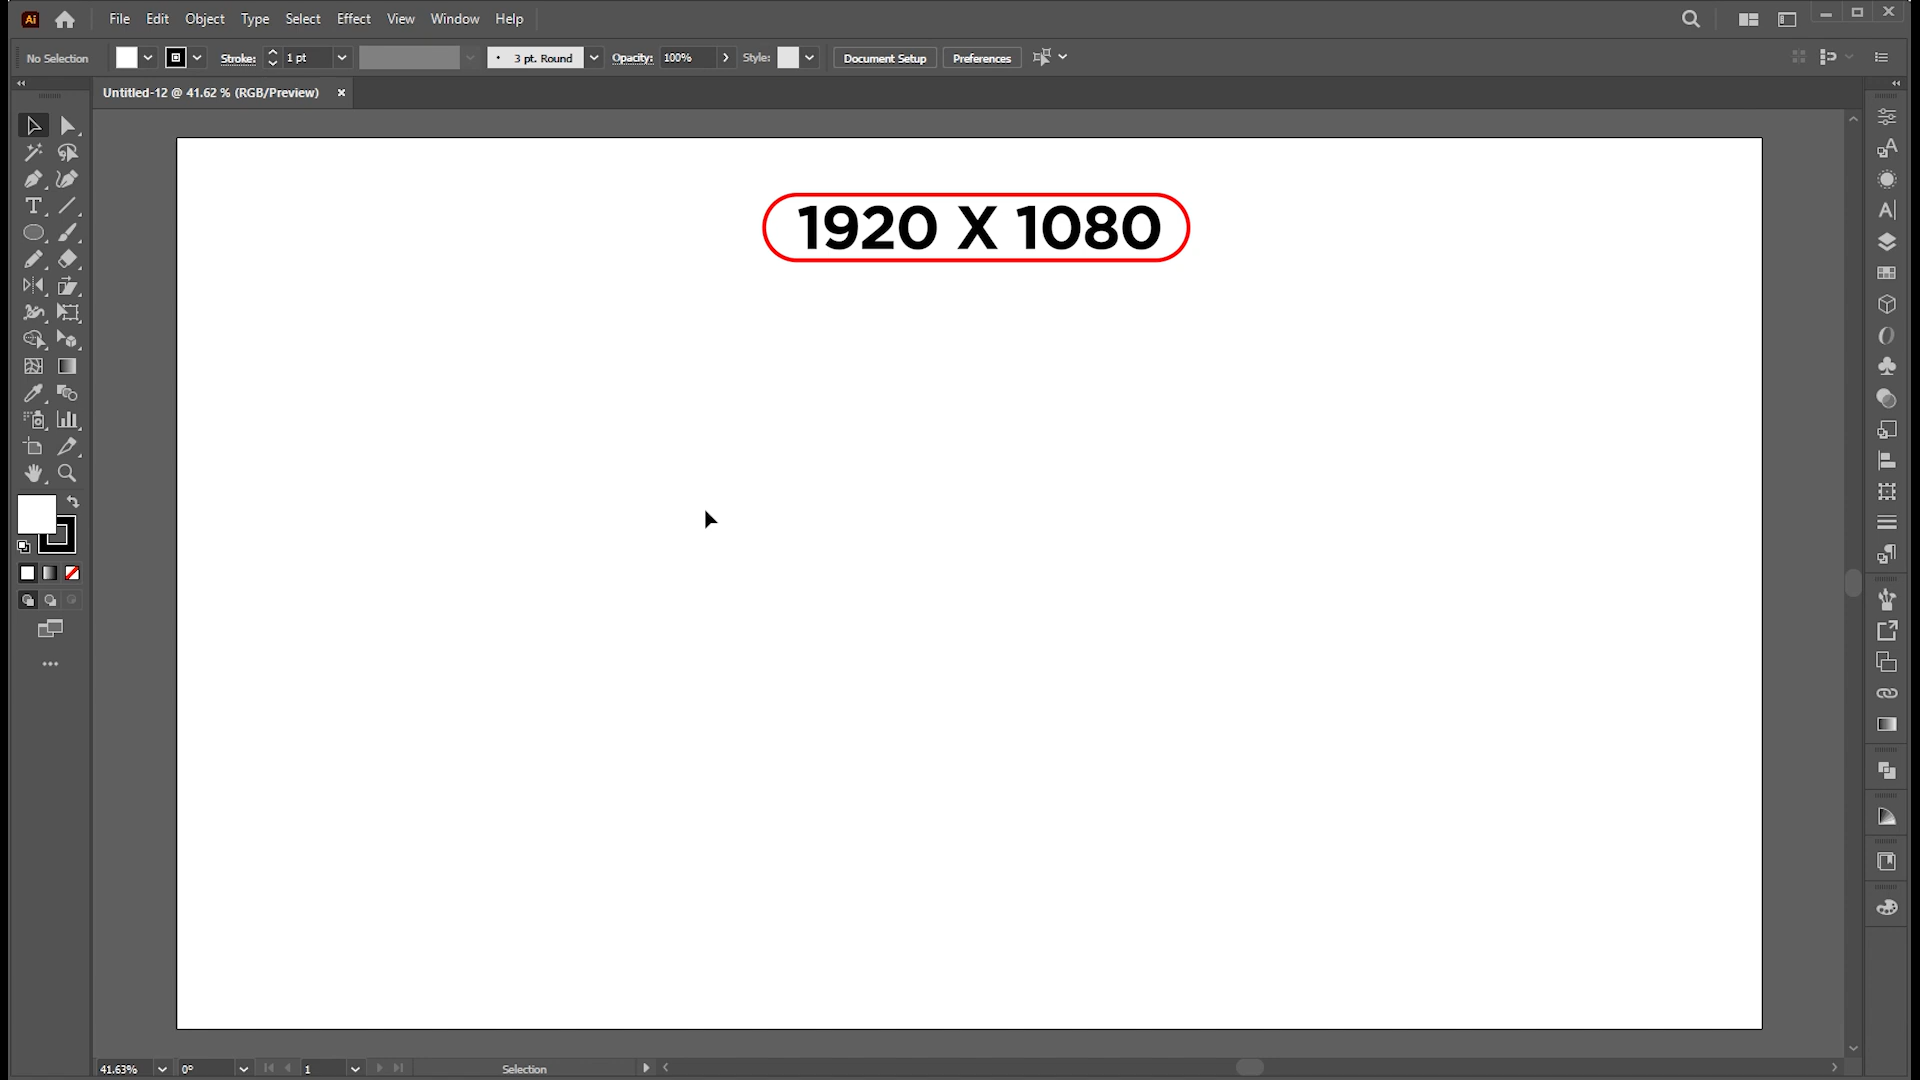 Ai File Edit Object Type Select Effect View Window Help
No Selection Stroke: 1 pt 3 pt. Round Opacity: 100% Style: Document Setup Preferences
Untitled-12 @ 41.62 % (RGB/Preview)
1920 X 1080
41.63% 0° 1 Selection